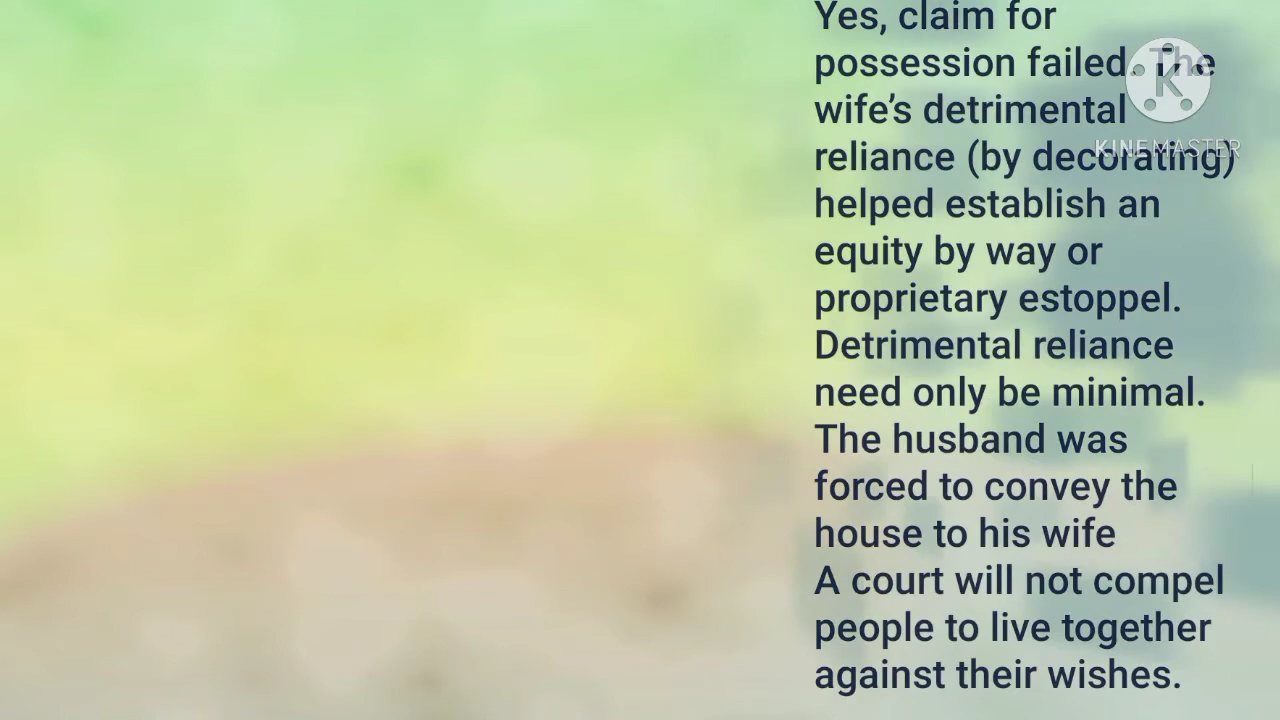 Yes, claim for
possession failed. The
wife's detrimental
reliance (by decorating)
helped establish an
equity by way or
proprietary estoppel.
Detrimental reliance
need only be minimal.
The husband was
forced to convey the
house to his wife
A court will not compel
people to live together
against their wishes.
K
KINEMASTER